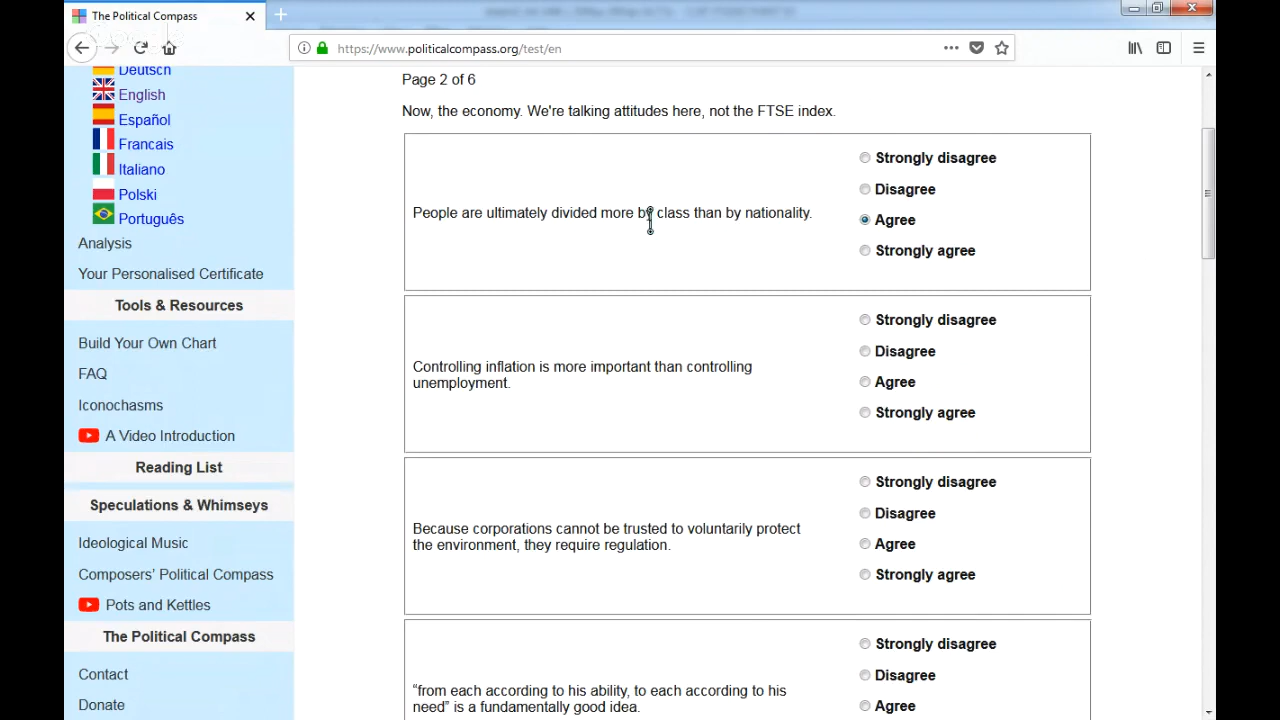 The Political Compass
https://www.politicalcompass.org/test/en
Deutsch
English
Español
Francais
Italiano
Polski
Português
Analysis
Your Personalised Certificate
Tools & Resources
Build Your Own Chart
FAQ
Iconochasms
A Video Introduction
Reading List
Speculations & Whimseys
Ideological Music
Composers' Political Compass
Pots and Kettles
The Political Compass
Contact
Donate
Page 2 of 6
Now, the economy. We're talking attitudes here, not the FTSE index.
People are ultimately divided more by class than by nationality.
Strongly disagree
Disagree
Agree
Strongly agree
Controlling inflation is more important than controlling
unemployment.
Strongly disagree
Disagree
Agree
Strongly agree
Because corporations cannot be trusted to voluntarily protect
the environment, they require regulation.
Strongly disagree
Disagree
Agree
Strongly agree
“from each according to his ability, to each according to his
need” is a fundamentally good idea.
Strongly disagree
Disagree
Agree